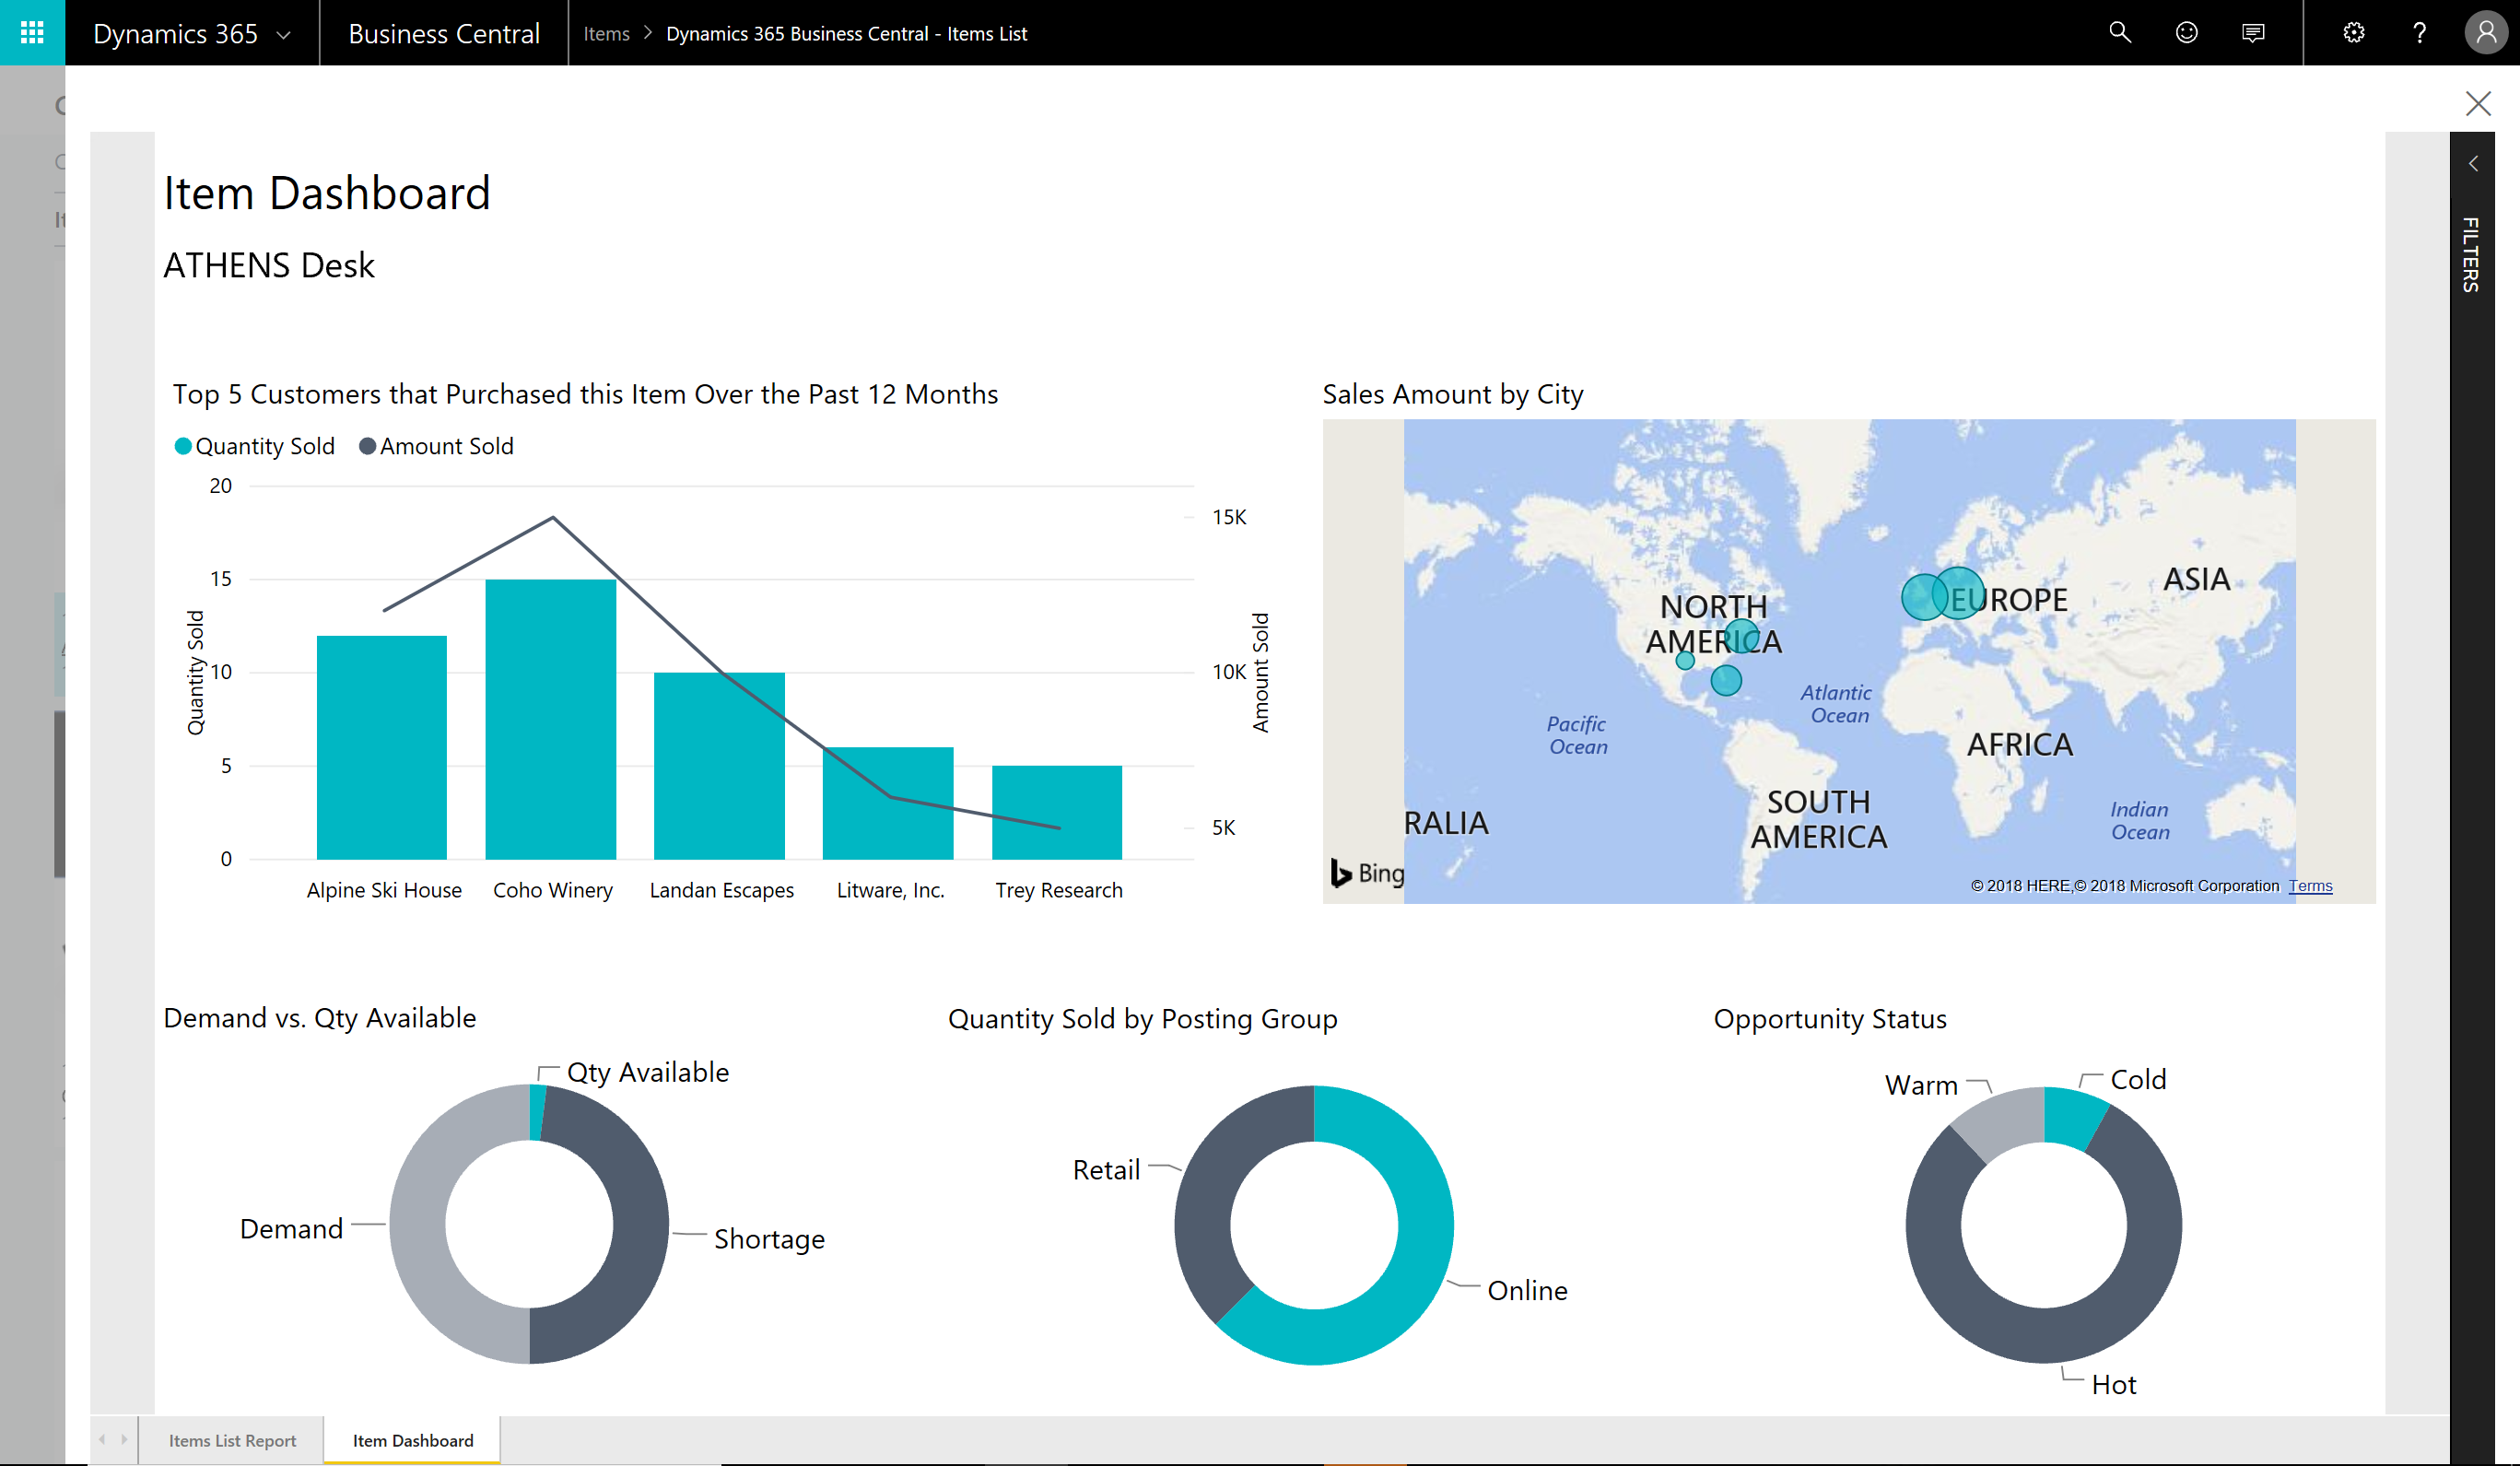 Dynamics 365
Business Central
Items
Dynamics 365 Business Central - Items List
?
FILTERS
Item Dashboard
ATHENS Desk
Top 5 Customers that Purchased this Item Over the Past 12 Months
Quantity Sold
Amount Sold
20
15
10
5
0
Quantity Sold
15K
10K
5K
Amount Sold
Alpine Ski House
Coho Winery
Landan Escapes
Litware, Inc.
Trey Research
Sales Amount by City
NORTH
AMERICA
EUROPE
ASIA
Atlantic
Ocean
Pacific
Ocean
AFRICA
SOUTH
AMERICA
RALIA
Indian
Ocean
Bing
© 2018 HERE,© 2018 Microsoft Corporation Terms
Demand vs. Qty Available
Qty Available
Demand
Shortage
Quantity Sold by Posting Group
Retail
Online
Opportunity Status
Warm
Cold
Hot
Items List Report
Item Dashboard